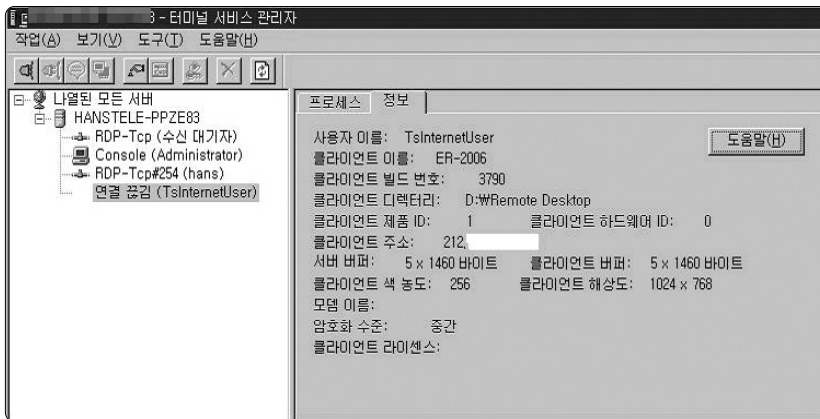 3 - 터미널 서비스 관리자
작업(A) 보기(V) 도구(T) 도움말(H)
나열된 모든 서버
HANSTELE-PPZE83
RDP-Tcp (수신 대기자)
Console (Administrator)
RDP-Tcp#254 (hans)
연결 끊김 (TsInternetUser)
프로세스 정보
사용자 이름: TsInternetUser
도움말(H)
클라이언트 이름: ER-2006
클라이언트 빌드 번호: 3790
클라이언트 디렉터리: D:₩Remote Desktop
클라이언트 제품 ID: 1 클라이언트 하드웨어 ID: 0
클라이언트 주소: 212,
서버 버퍼: 5 x 1460 바이트 클라이언트 버퍼: 5 x 1460 바이트
클라이언트 색 농도: 256 클라이언트 해상도: 1024 x 768
모뎀 이름:
암호화 수준: 중간
클라이언트 라이센스: